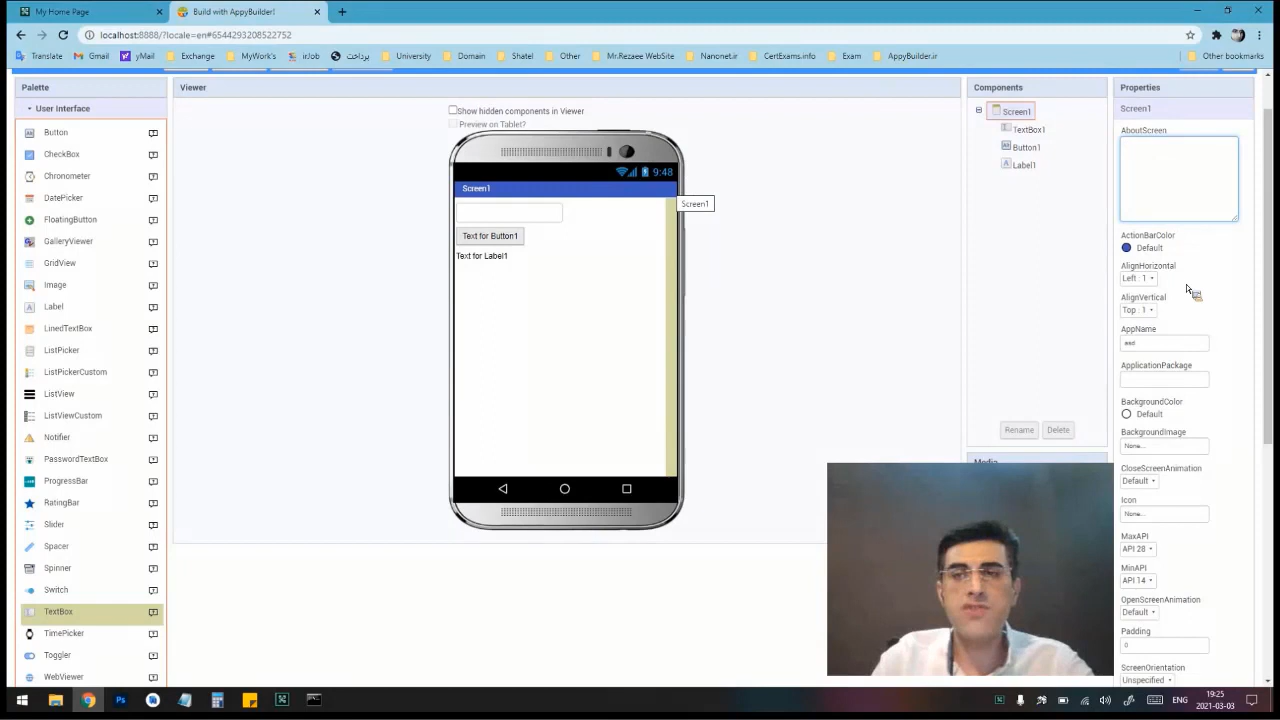 My Home Page
Build with AppyBuilder!
localhost:8888/?locale=en#6544293208522752
Translate
Gmail
yMail
Exchange
MyWork's
irJob
پرداخت
University
Domain
Shatel
Other
Mr.Rezaee WebSite
Nanonet.ir
CertExams.info
Exam
AppyBuilder.ir
Other bookmarks
Palette
User Interface
Button
CheckBox
Chronometer
DatePicker
FloatingButton
GalleryViewer
GridView
Image
Label
LinedTextBox
ListPicker
ListPickerCustom
ListView
ListViewCustom
Notifier
PasswordTextBox
ProgressBar
RatingBar
Slider
Spacer
Spinner
Switch
TextBox
TimePicker
Toggler
WebViewer
Viewer
Show hidden components in Viewer
Preview on Tablet?
9:48
Screen1
Screen1
Text for Button1
Text for Label1
Components
Screen1
TextBox1
Button1
Label1
Rename
Delete
Media
Properties
Screen1
AboutScreen
ActionBarColor
Default
AlignHorizontal
Left : 1
AlignVertical
Top : 1
AppName
asd
ApplicationPackage
BackgroundColor
Default
BackgroundImage
None...
CloseScreenAnimation
Default
Icon
None...
MaxAPI
API 28
MinAPI
API 14
OpenScreenAnimation
Default
Padding
0
ScreenOrientation
Unspecified
ENG
19:25
2021-03-03